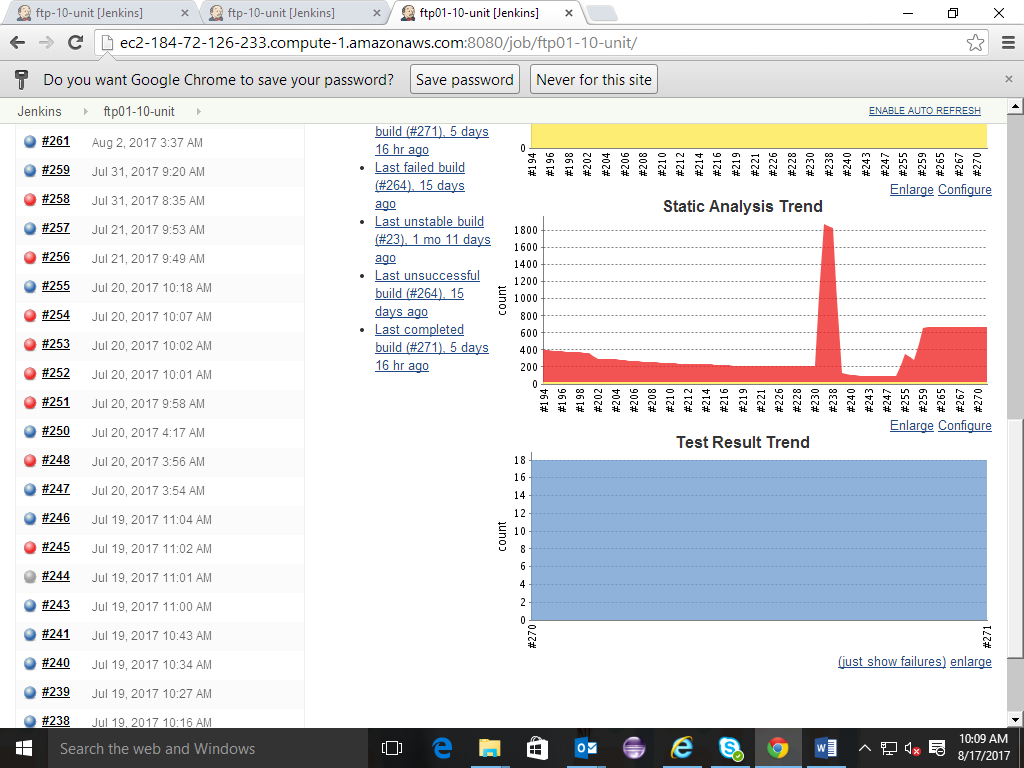 ftp-10-unit [Jenkins]
ftp-10-unit [Jenkins]
ftp01-10-unit [Jenkins]
ec2-184-72-126-233.compute-1.amazonaws.com:8080/job/ftp01-10-unit/
Do you want Google Chrome to save your password?
Save password
Never for this site
Jenkins
ftp01-10-unit
ENABLE AUTO REFRESH
#261 Aug 2, 2017 3:37 AM
#259 Jul 31, 2017 9:20 AM
#258 Jul 31, 2017 8:35 AM
#257 Jul 21, 2017 9:53 AM
#256 Jul 21, 2017 9:49 AM
#255 Jul 20, 2017 10:18 AM
#254 Jul 20, 2017 10:07 AM
#253 Jul 20, 2017 10:02 AM
#252 Jul 20, 2017 10:01 AM
#251 Jul 20, 2017 9:58 AM
#250 Jul 20, 2017 4:17 AM
#248 Jul 20, 2017 3:56 AM
#247 Jul 20, 2017 3:54 AM
#246 Jul 19, 2017 11:04 AM
#245 Jul 19, 2017 11:02 AM
#244 Jul 19, 2017 11:01 AM
#243 Jul 19, 2017 11:00 AM
#241 Jul 19, 2017 10:43 AM
#240 Jul 19, 2017 10:34 AM
#239 Jul 19, 2017 10:27 AM
#238 Jul 19, 2017 10:16 AM
build (#271), 5 days
16 hr ago
Last failed build
(#264), 15 days
ago
Last unstable build
(#23), 1 mo 11 days
ago
Last unsuccessful
build (#264), 15
days ago
Last completed
build (#271), 5 days
16 hr ago
0
#194 #196 #198 #202 #204 #206 #208 #210 #212 #214 #216 #219 #221 #226 #228 #230 #238 #240 #243 #247 #255 #259 #265 #267 #270
Enlarge Configure
Static Analysis Trend
count
1800
1600
1400
1200
1000
800
600
400
200
0
#194 #196 #198 #202 #204 #206 #208 #210 #212 #214 #216 #219 #221 #226 #228 #230 #238 #240 #243 #247 #255 #259 #265 #267 #270
Enlarge Configure
Test Result Trend
count
18
16
14
12
10
8
6
4
2
0
#270 #271
(just show failures) enlarge
Search the web and Windows
10:09 AM
8/17/2017